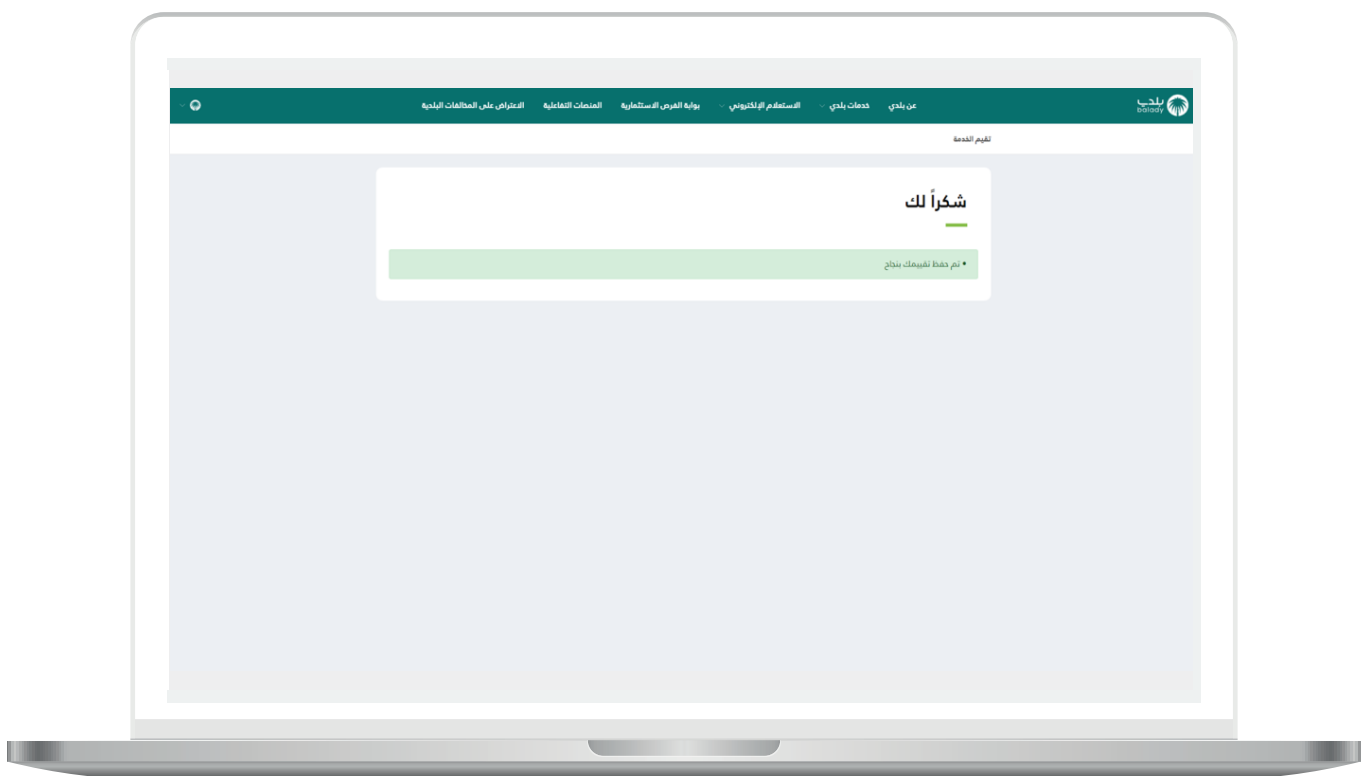 بلدي
balady
عن بلدي خدمات بلدي الاستعلام الإلكتروني بوابة الفرص الاستثمارية المنصات التفاعلية الاعتراض على المخالفات البلدية
تقيم الخدمة
شكراً لك
• تم حفظ تقييمك بنجاح